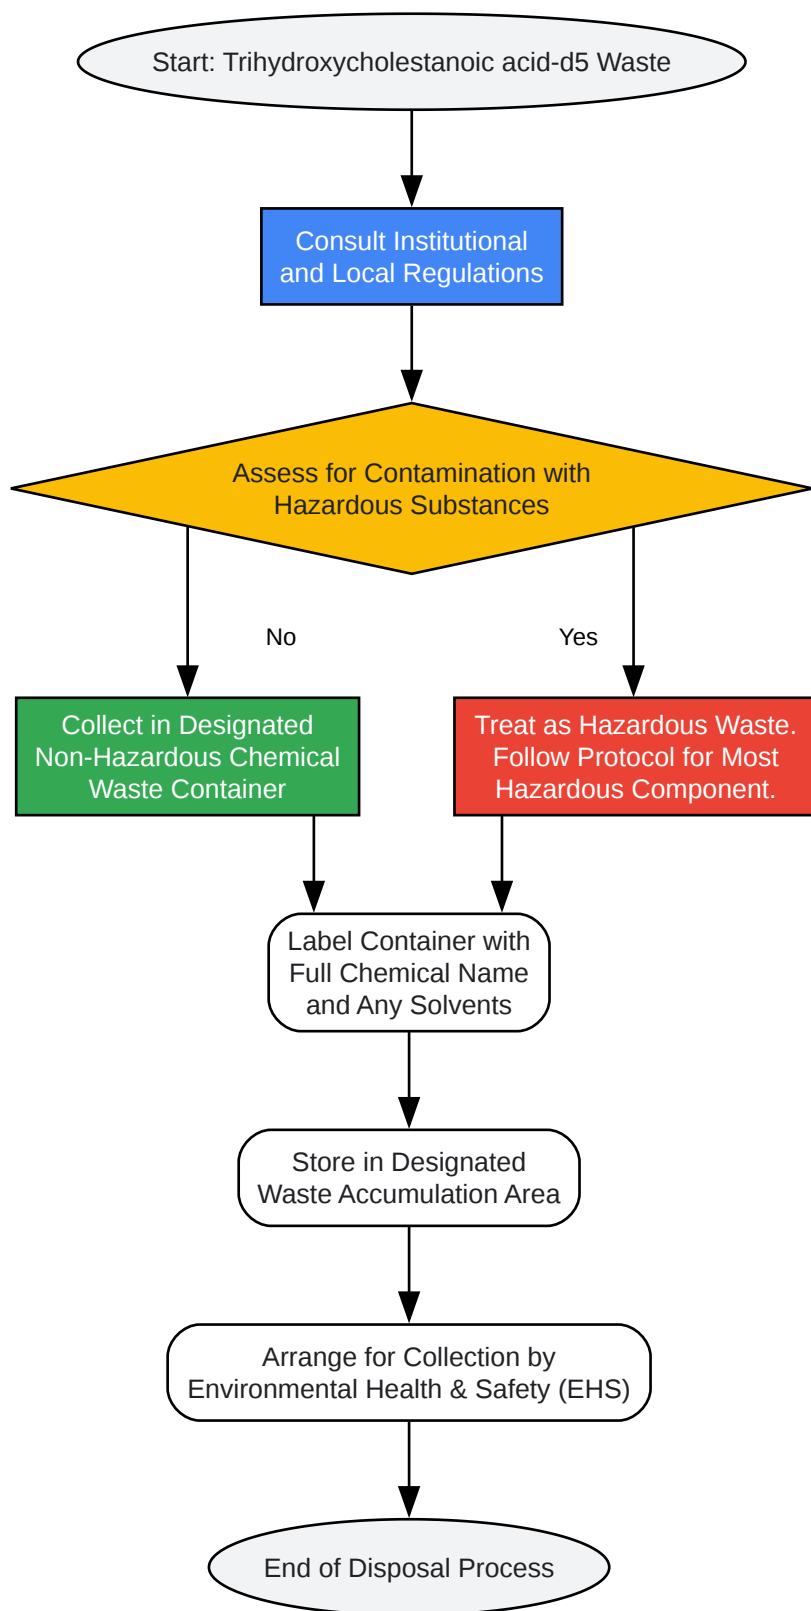 Start: Trihydroxycholestanoic acid-d5 Waste
Consult Institutional
and Local Regulations
Assess for Contamination with
Hazardous Substances
No
Yes
Collect in Designated
Non-Hazardous Chemical
Waste Container
Treat as Hazardous Waste.
Follow Protocol for Most
Hazardous Component.
Label Container with
Full Chemical Name
and Any Solvents
Store in Designated
Waste Accumulation Area
Arrange for Collection by
Environmental Health & Safety (EHS)
End of Disposal Process